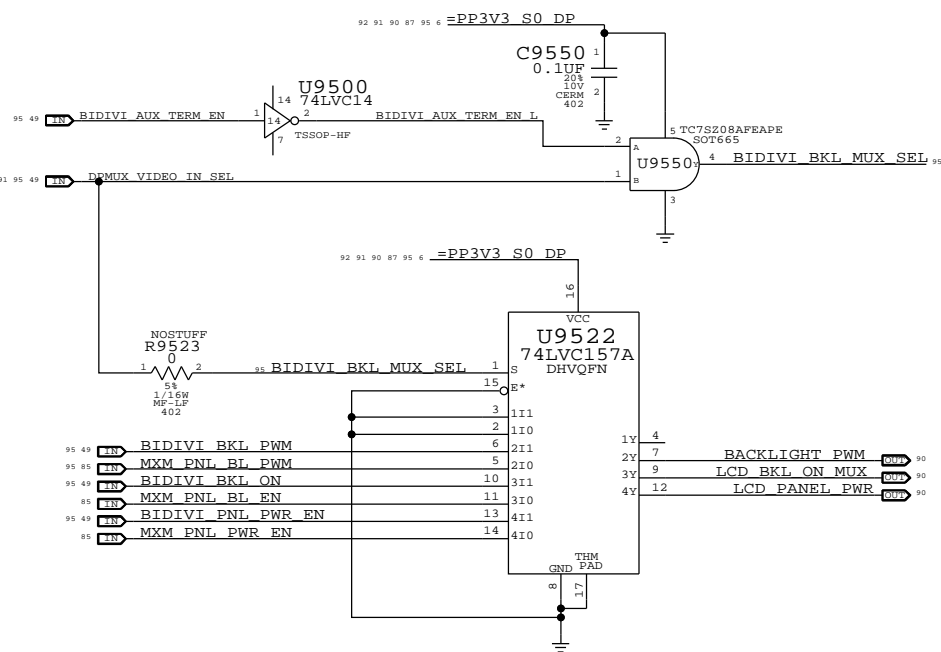 92 91 90 87 95 6 =PP3V3_S0_DP
C9550
0.1UF
20%
10V
CERM
402
1
2
U9500
74LVC14
14
95 49 IN BIDIVI_AUX_TERM_EN 1 14 2 BIDIVI_AUX_TERM_EN_L
TSSOP-HF
7
5 TC7SZ08AFEAPE
SOT665
2 A
U9550 Y 4 BIDIVI_BKL_MUX_SEL 95
91 95 49 IN DPMUX_VIDEO_IN_SEL 1 B
3
92 91 90 87 95 6 =PP3V3_S0_DP
16
VCC
U9522
74LVC157A
DHVQFN
NOSTUFF
R9523
0
1 2
5%
1/16W
MF-LF
402
95 BIDIVI_BKL_MUX_SEL 1 S
15 E*
3 1I1
2 1I0
95 49 IN BIDIVI_BKL_PWM 6 2I1
95 85 IN MXM_PNL_BL_PWM 5 2I0
95 49 IN BIDIVI_BKL_ON 10 3I1
85 IN MXM_PNL_BL_EN 11 3I0
95 49 IN BIDIVI_PNL_PWR_EN 13 4I1
85 IN MXM_PNL_PWR_EN 14 4I0
1Y 4
2Y 7 BACKLIGHT_PWM OUT 90
3Y 9 LCD_BKL_ON_MUX OUT 90
4Y 12 LCD_PANEL_PWR OUT 90
THM
GND PAD
8 17